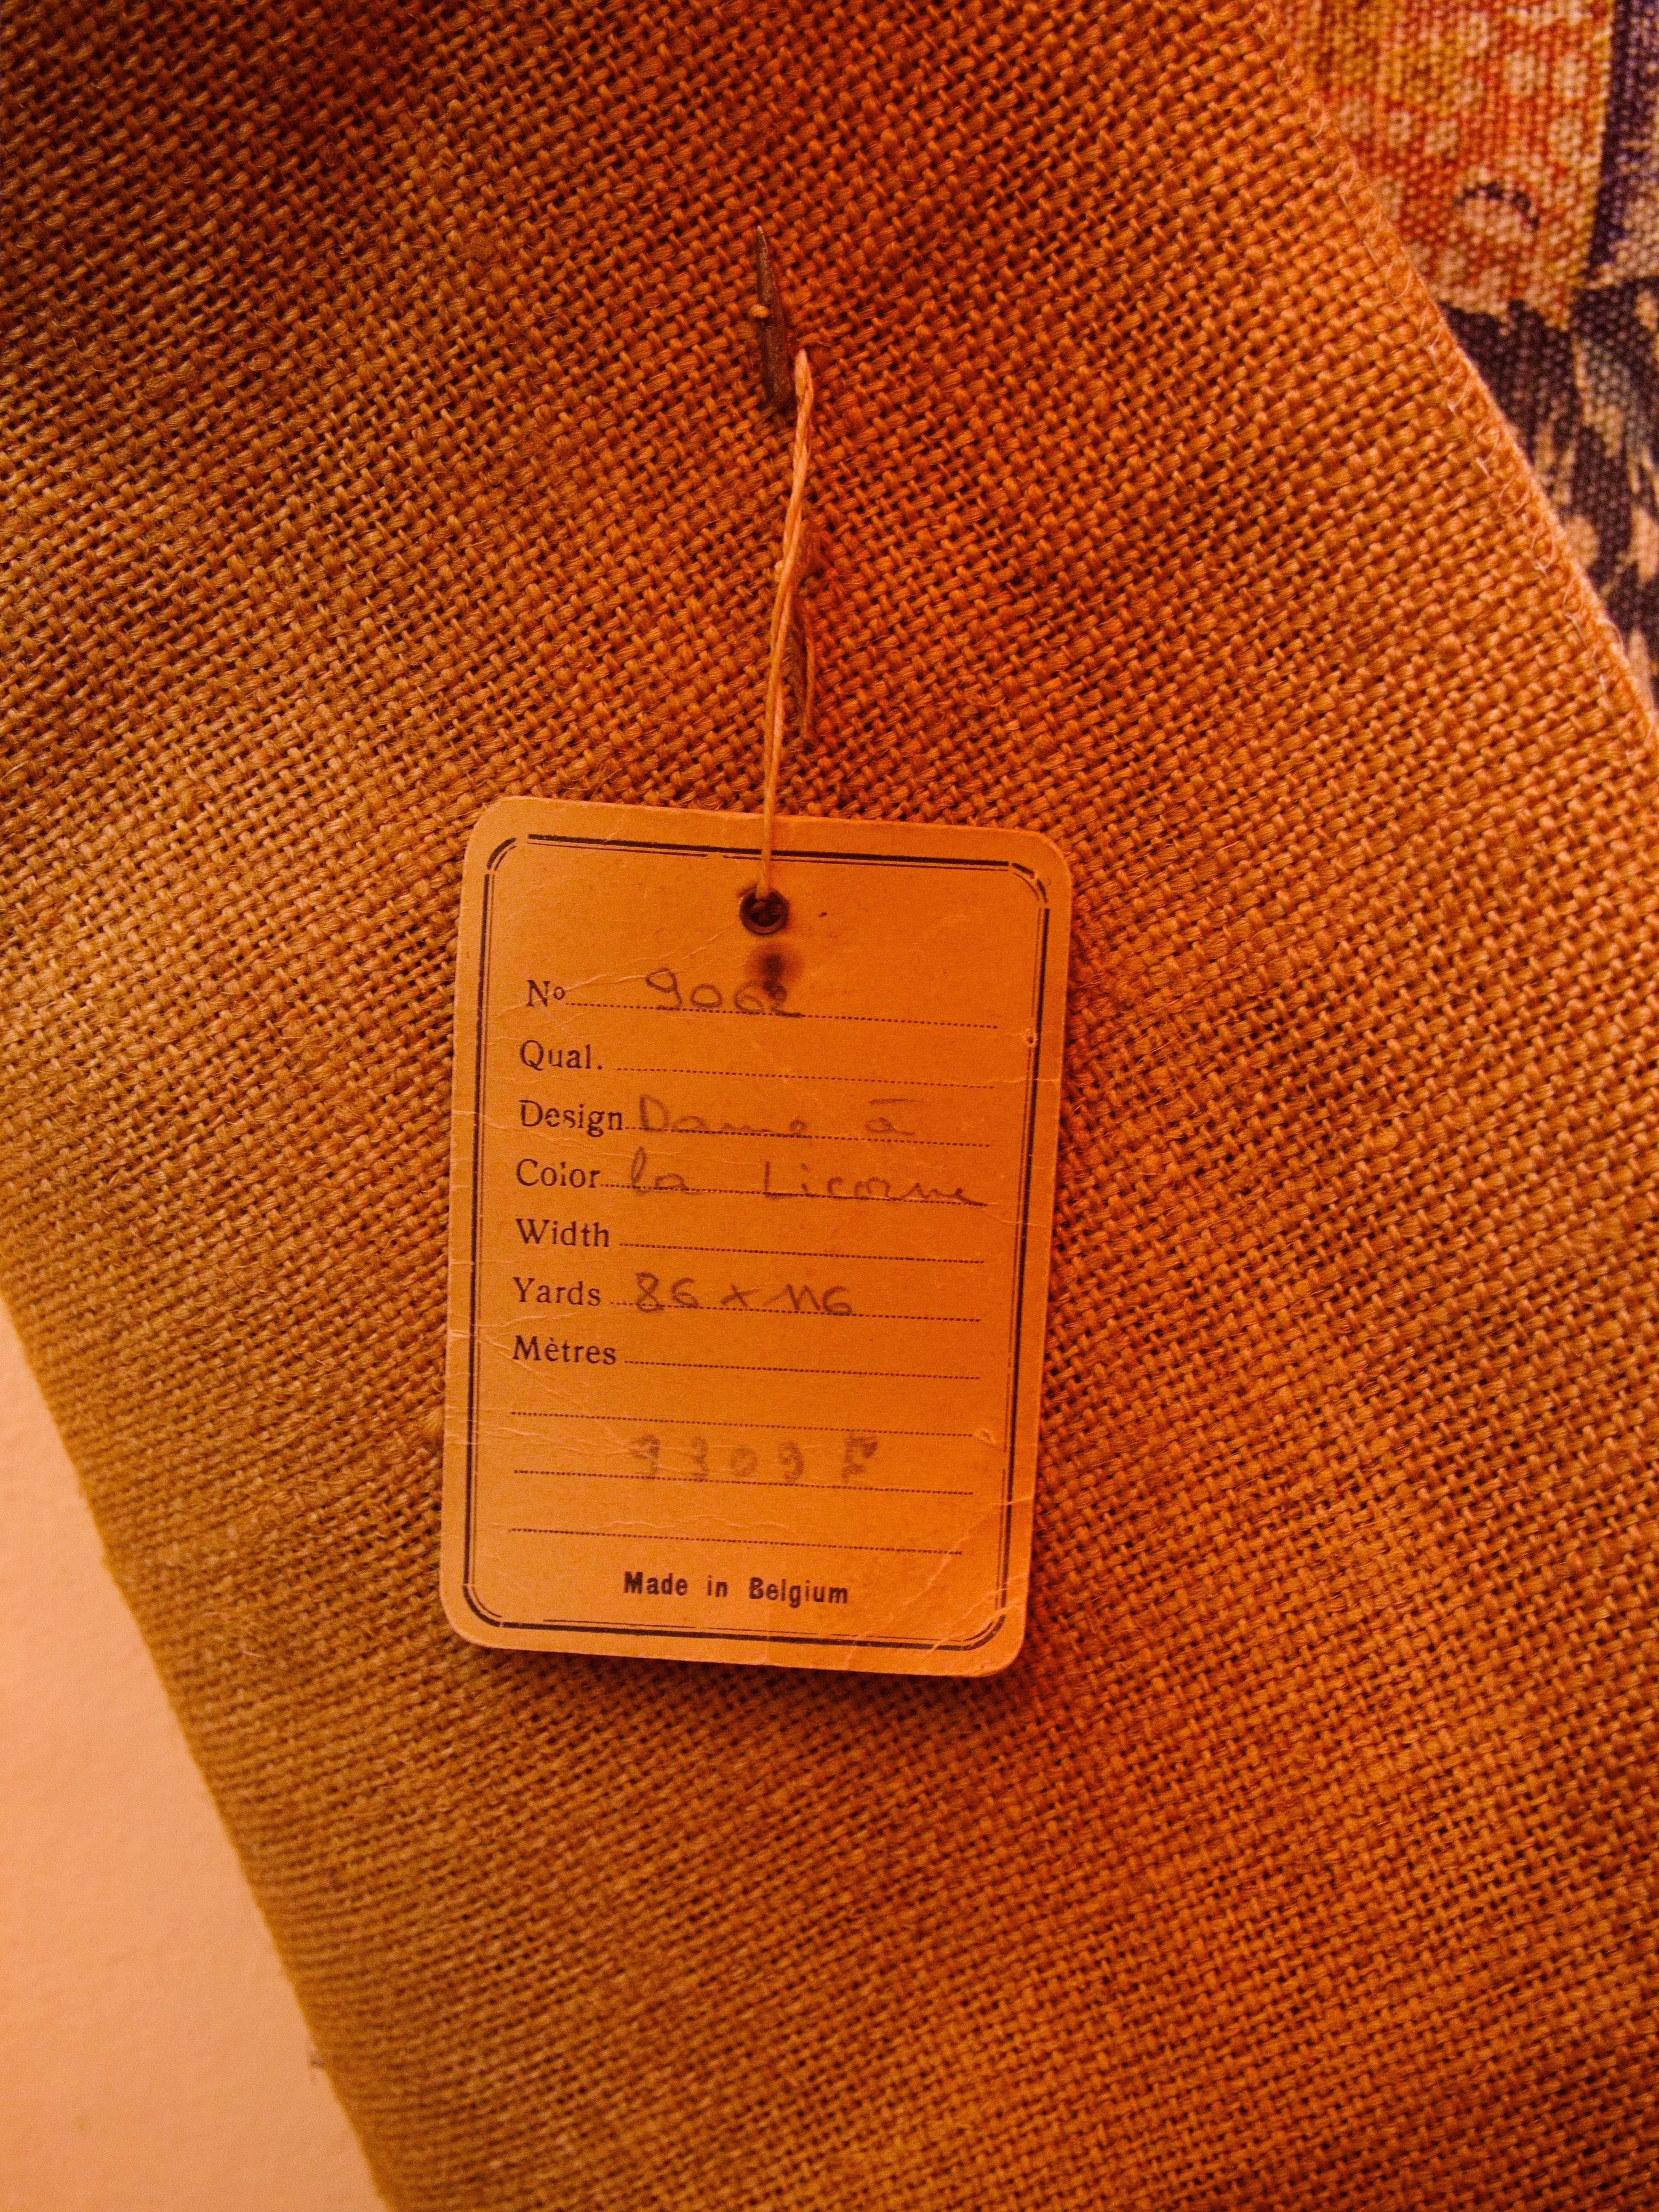 No 9062
Qual.
Design Dame à
Color la Licorne
Width
Yards 86 x 116
Mètres
9309 F
Made in Belgium